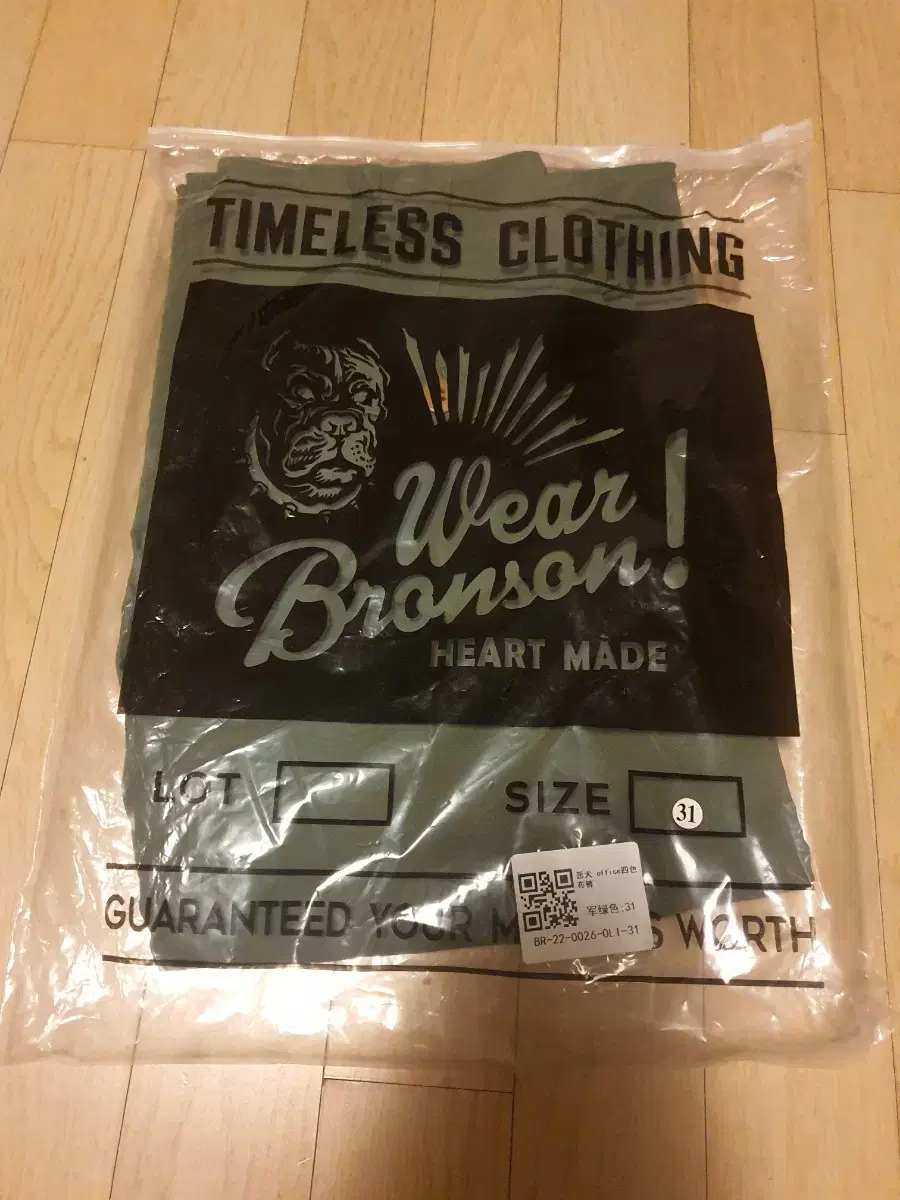 TIMELESS CLOTHING
Wear
Bronson!
HEART MADE
LOT
SIZE
31
恶犬 office四色
布裤
军绿色:31
BR-22-0026-OLI-31
GUARANTEED YOUR M S WORTH